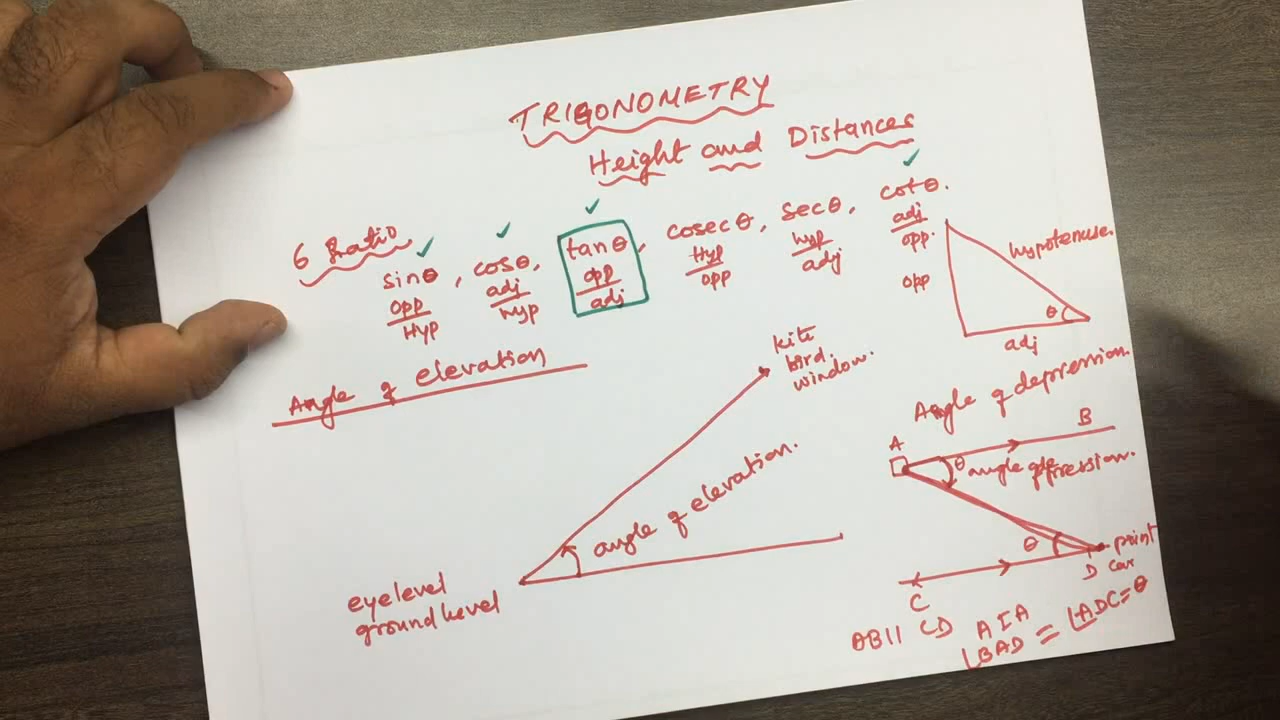 TRIGONOMETRY
Height and Distances
6 Ratio
sinθ, cosθ, tanθ, cosecθ, secθ, cotθ.
opp/Hyp adj/hyp opp/adj Hyp/opp hyp/adj adj/opp.
hypotenuse.
opp
θ
adj
Angle of elevation
kite
bird.
window.
angle of elevation.
eyelevel
ground level
Angle of depression.
A
B
θ angle of depression.
θ
point
D car
C
AB || CD
A I A
∠BAD = ∠ADC = θ